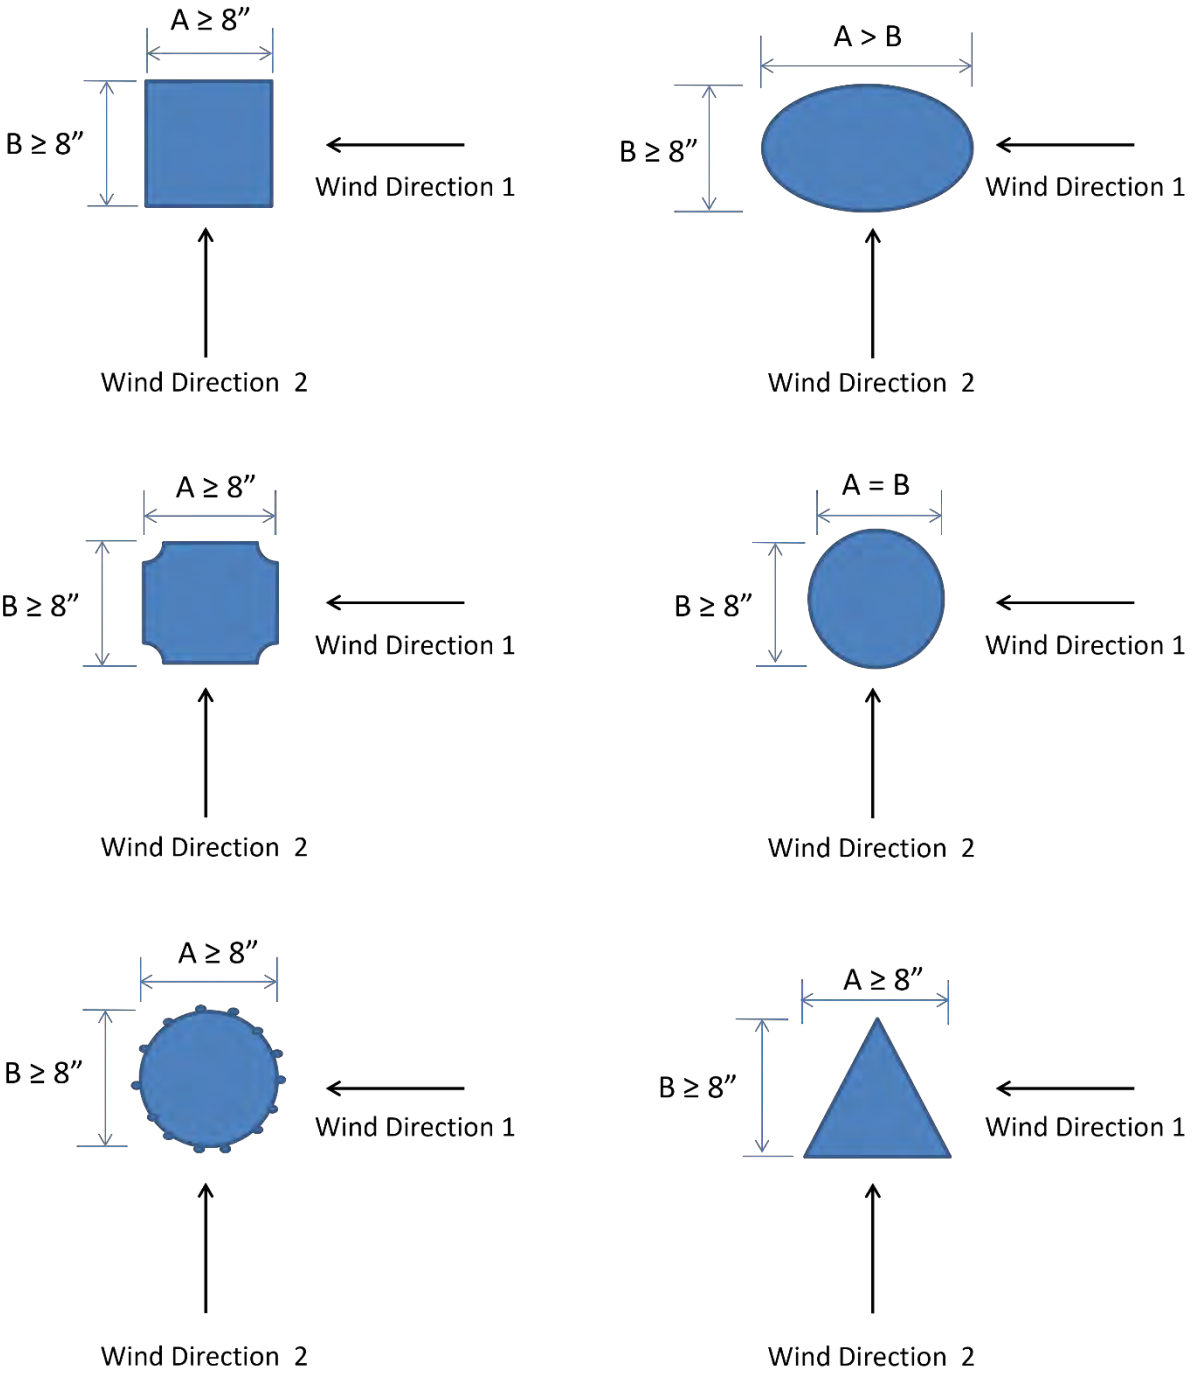 A ≥ 8”
B ≥ 8”
Wind Direction 1
Wind Direction  2
A > B
B ≥ 8”
Wind Direction 1
Wind Direction  2
A ≥ 8”
B ≥ 8”
Wind Direction 1
Wind Direction  2
A = B
B ≥ 8”
Wind Direction 1
Wind Direction  2
A ≥ 8”
B ≥ 8”
Wind Direction 1
Wind Direction  2
A ≥ 8”
B ≥ 8”
Wind Direction 1
Wind Direction  2